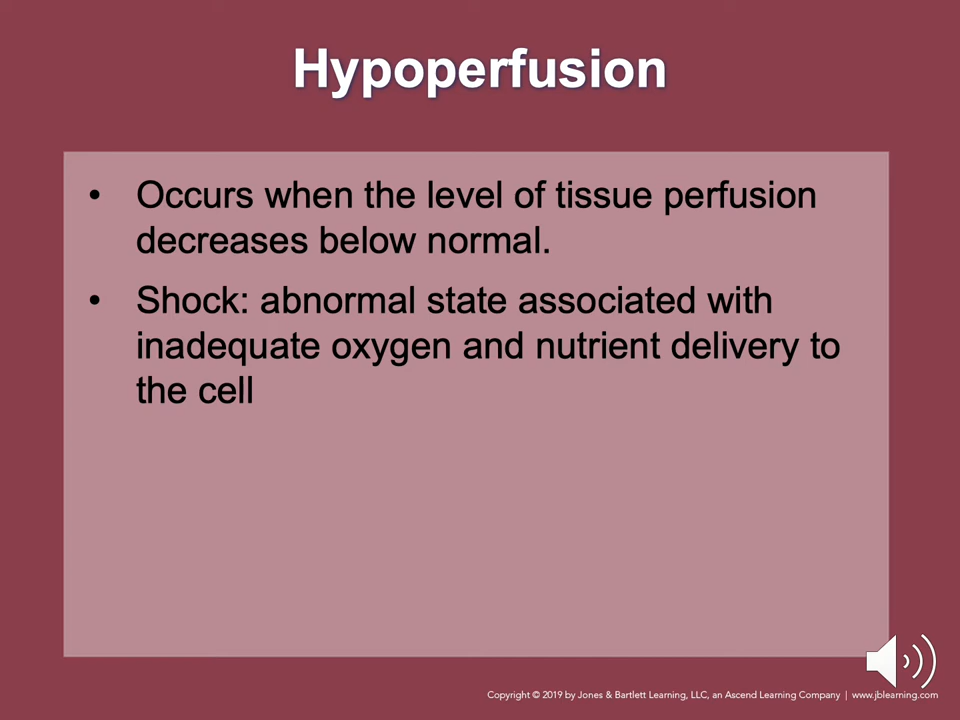 Hypoperfusion
• Occurs when the level of tissue perfusion
decreases below normal.
• Shock: abnormal state associated with
inadequate oxygen and nutrient delivery to
the cell
Copyright © 2019 by Jones & Bartlett Learning, LLC, an Ascend Learning Company | www.jblearning.com